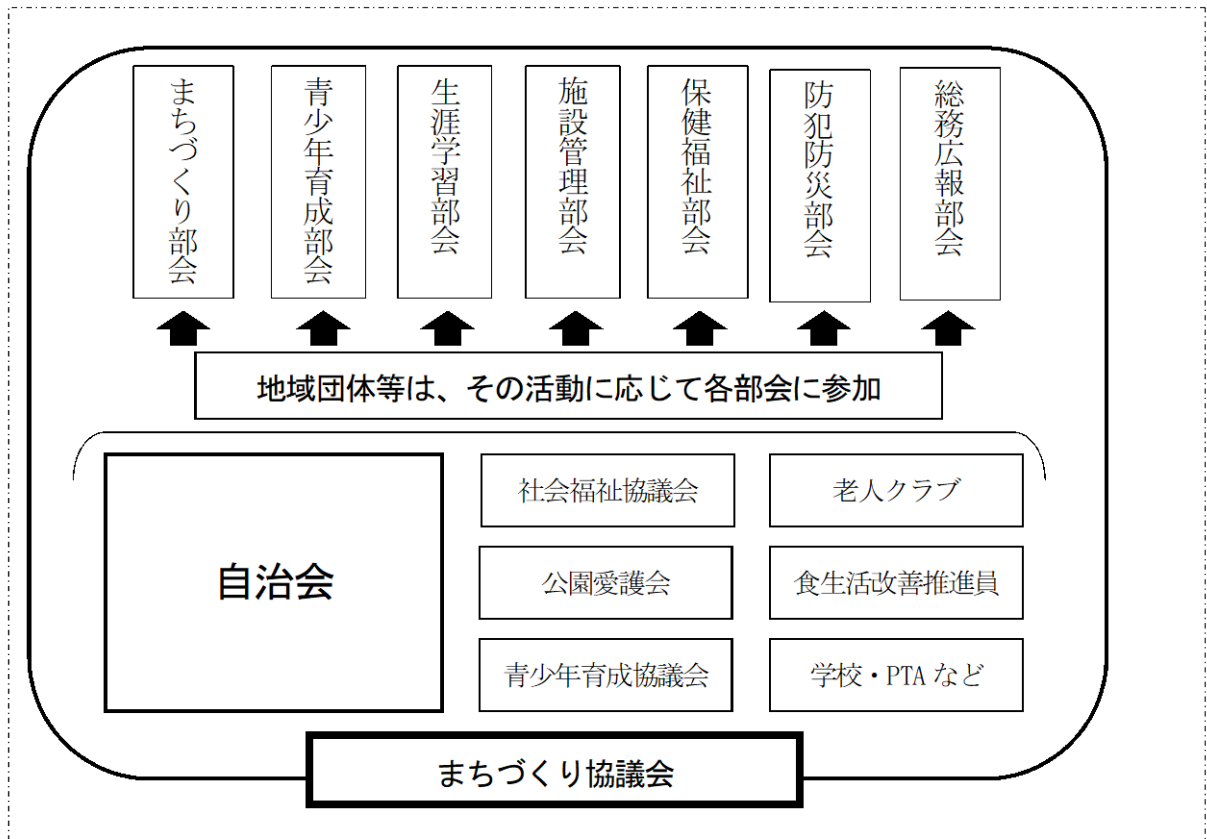 まちづくり部会
青少年育成部会
生涯学習部会
施設管理部会
保健福祉部会
防犯防災部会
総務広報部会
地域団体等は、その活動に応じて各部会に参加
自治会
社会福祉協議会
老人クラブ
公園愛護会
食生活改善推進員
青少年育成協議会
学校・PTAなど
まちづくり協議会